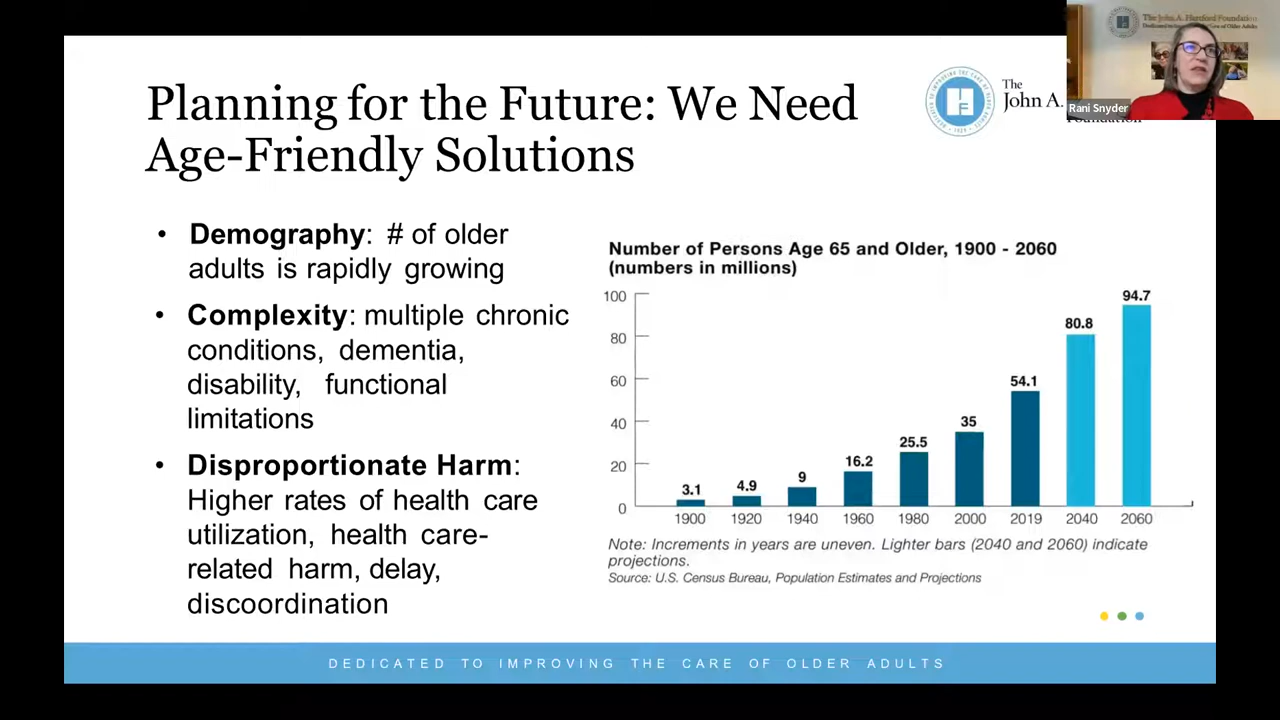 Planning for the Future: We Need
Age-Friendly Solutions
The
John A.
Foundation
The John A. Hartford Foundation
Rani Snyder
• Demography: # of older
adults is rapidly growing
• Complexity: multiple chronic
conditions, dementia,
disability, functional
limitations
• Disproportionate Harm:
Higher rates of health care
utilization, health care-
related harm, delay,
discoordination
Number of Persons Age 65 and Older, 1900 - 2060
(numbers in millions)
100
80
60
40
20
0
3.1
4.9
9
16.2
25.5
35
54.1
80.8
94.7
1900 1920 1940 1960 1980 2000 2019 2040 2060
Note: Increments in years are uneven. Lighter bars (2040 and 2060) indicate
projections.
Source: U.S. Census Bureau, Population Estimates and Projections
DEDICATED TO IMPROVING THE CARE OF OLDER ADULTS